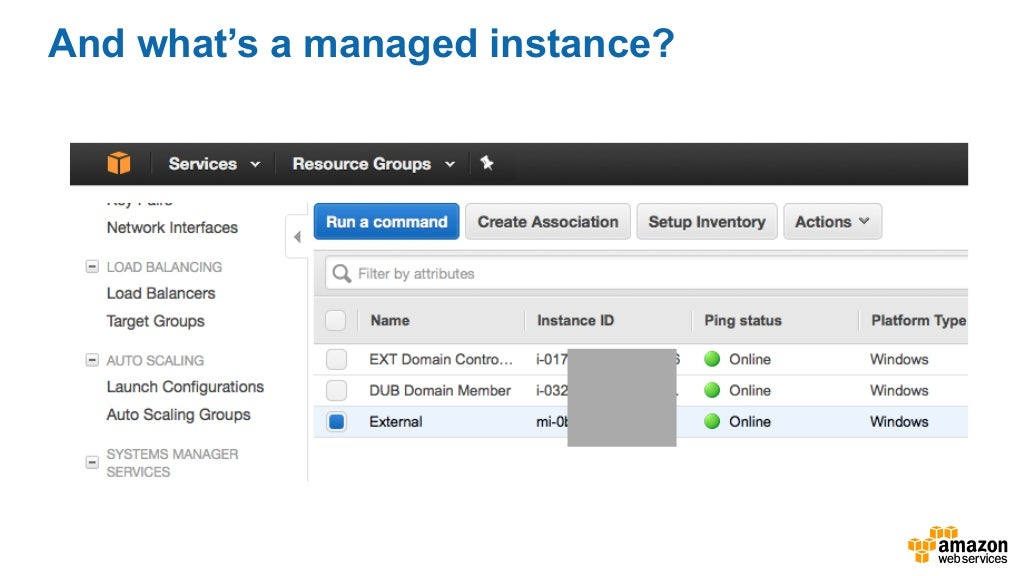 And what's a managed instance?
Services
Resource Groups
Network Interfaces
LOAD BALANCING
Load Balancers
Target Groups
AUTO SCALING
Launch Configurations
Auto Scaling Groups
SYSTEMS MANAGER
SERVICES
Run a command Create Association Setup Inventory Actions
Filter by attributes
Name Instance ID Ping status Platform Type
EXT Domain Contro... i-017 6 Online Windows
DUB Domain Member i-032 Online Windows
External mi-0b Online Windows
amazon
web services